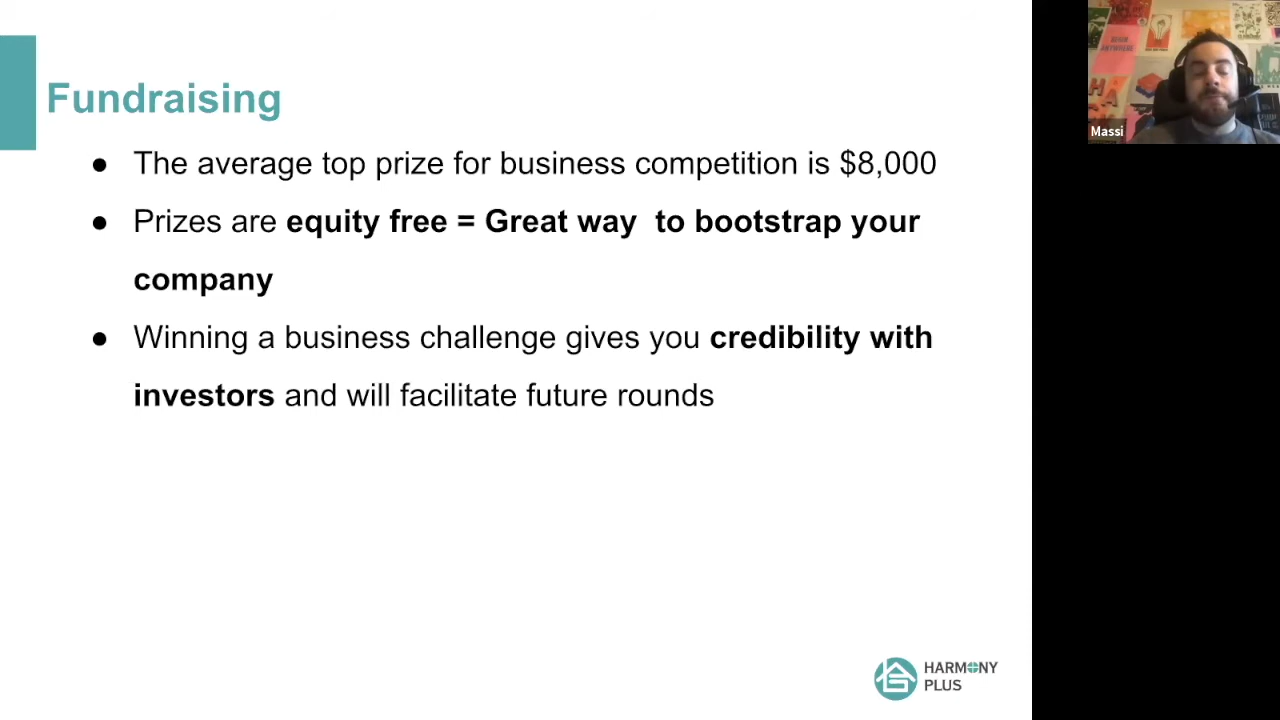 Fundraising
● The average top prize for business competition is $8,000
● Prizes are equity free = Great way to bootstrap your
company
● Winning a business challenge gives you credibility with
investors and will facilitate future rounds
HARMONY
PLUS
Massi